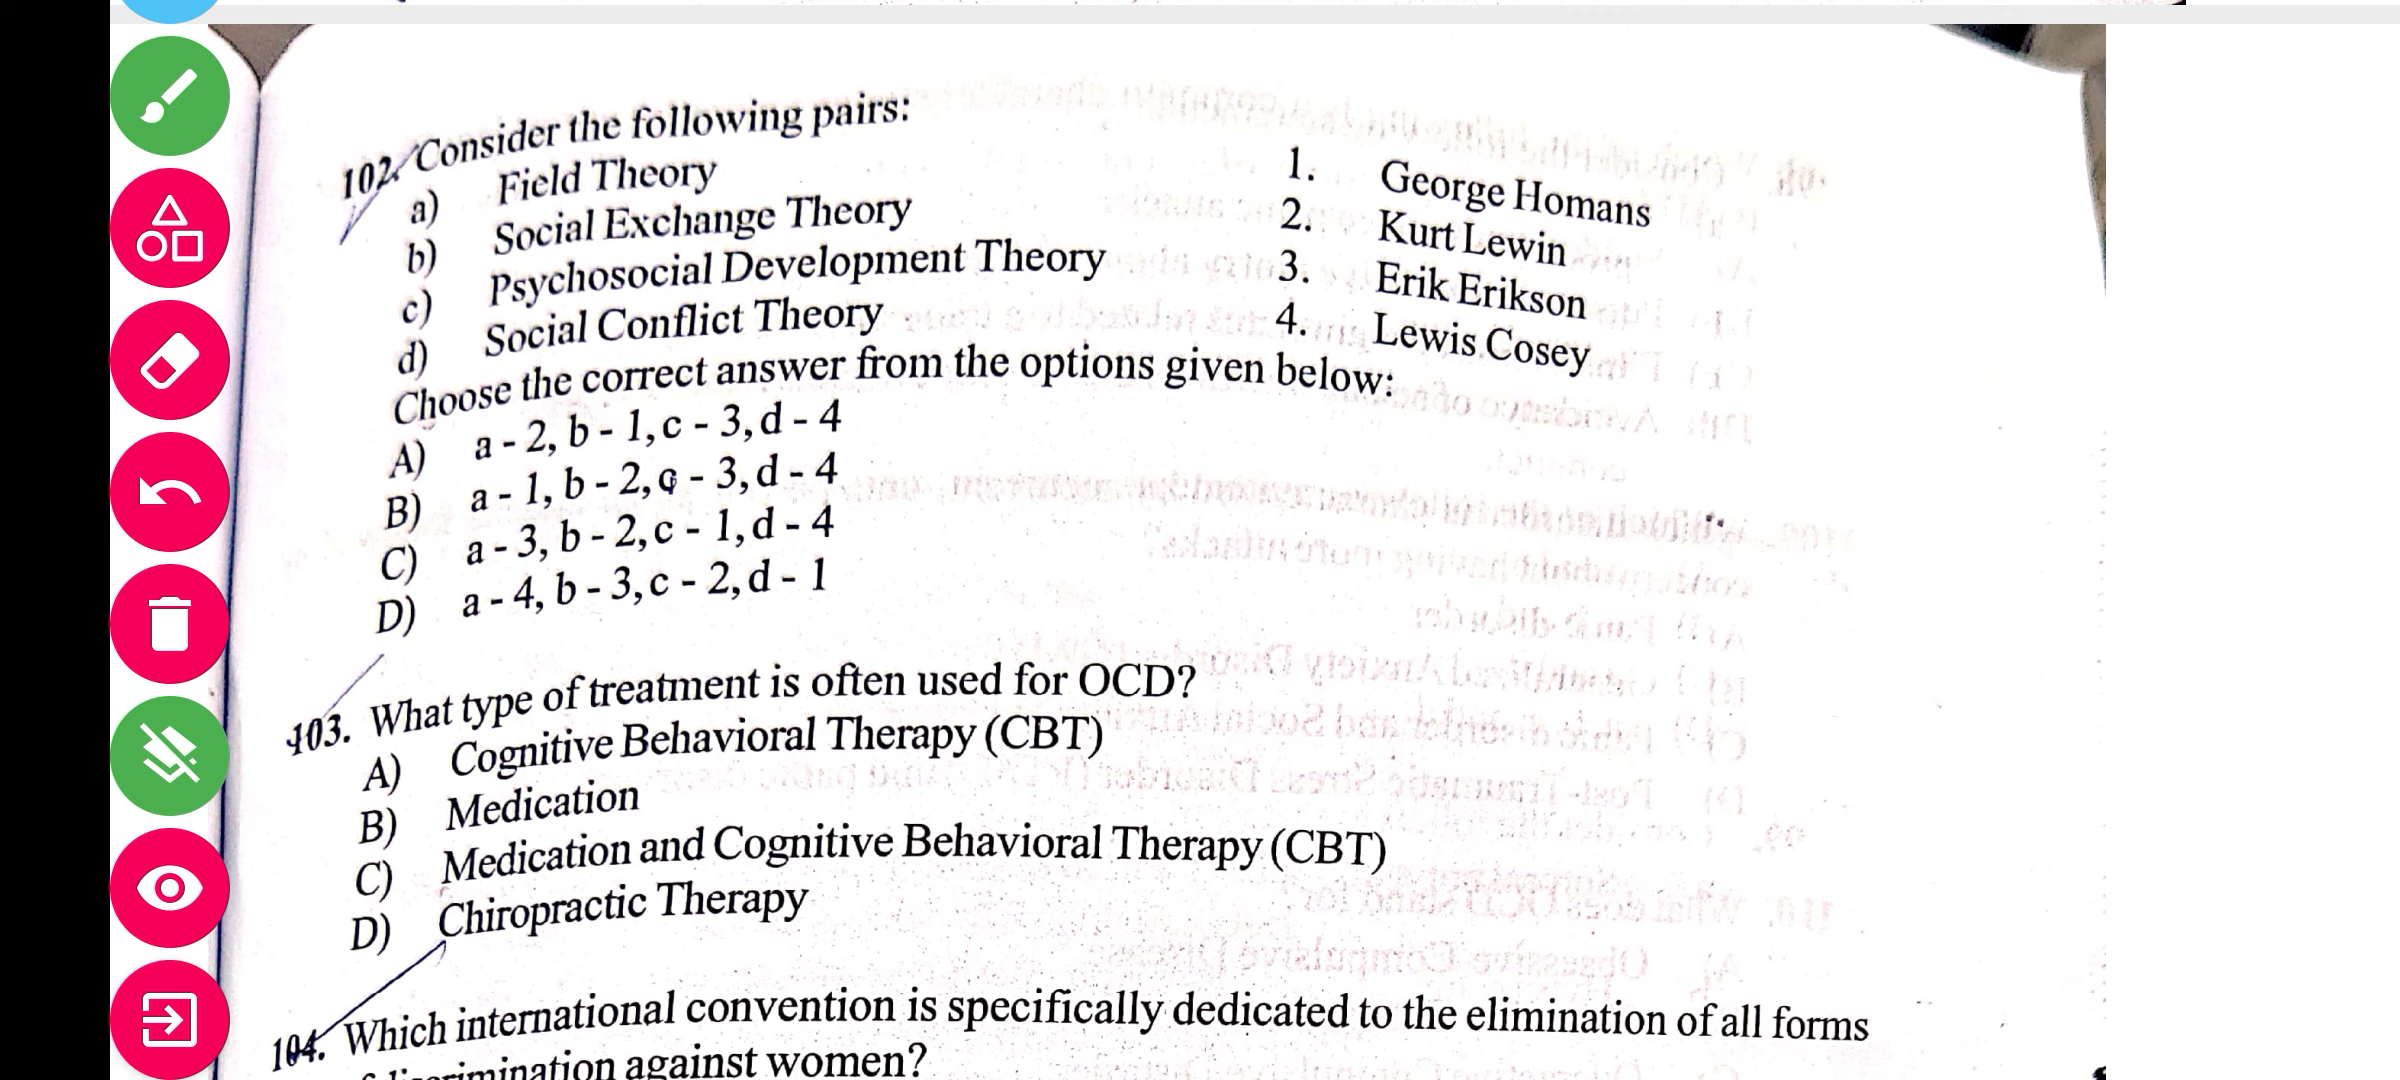 102. Consider the following pairs:
a) Field Theory 1. George Homans
b) Social Exchange Theory 2. Kurt Lewin
c) Psychosocial Development Theory 3. Erik Erikson
d) Social Conflict Theory 4. Lewis Cosey
Choose the correct answer from the options given below:
A) a - 2, b - 1, c - 3, d - 4
B) a - 1, b - 2, c - 3, d - 4
C) a - 3, b - 2, c - 1, d - 4
D) a - 4, b - 3, c - 2, d - 1
103. What type of treatment is often used for OCD?
A) Cognitive Behavioral Therapy (CBT)
B) Medication
C) Medication and Cognitive Behavioral Therapy (CBT)
D) Chiropractic Therapy
104. Which international convention is specifically dedicated to the elimination of all forms
against women?